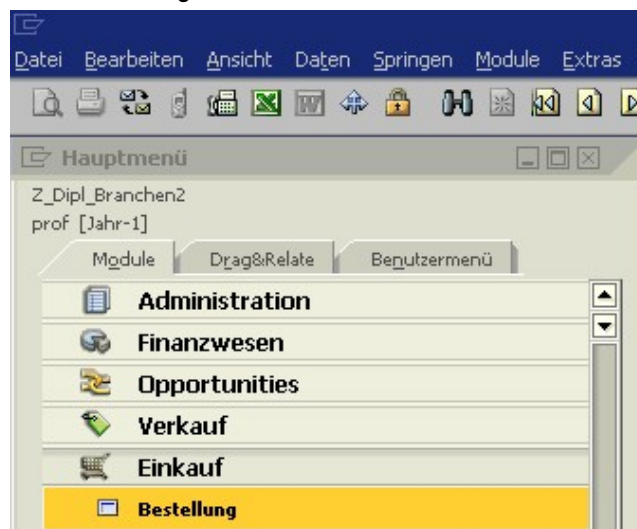 Datei Bearbeiten Ansicht Daten Springen Module Extras
Hauptmenü
Z_Dipl_Branchen2
prof [Jahr-1]
Module Drag&Relate Benutzermenü
Administration
Finanzwesen
Opportunities
Verkauf
Einkauf
Bestellung